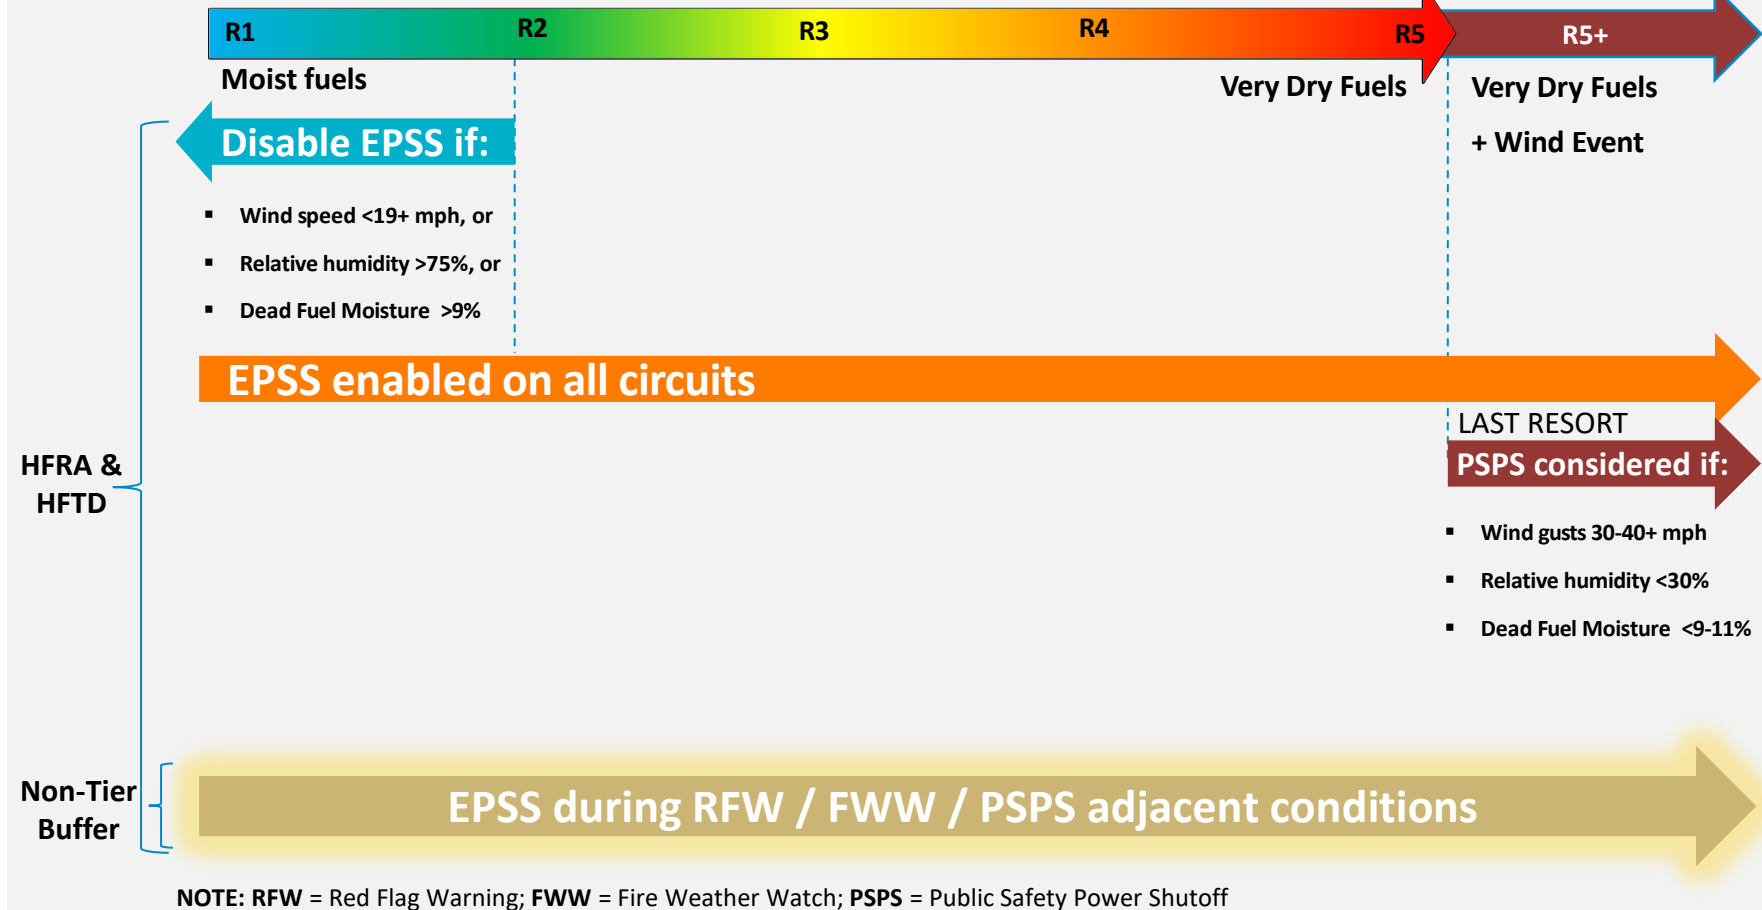 R1 R2 R3 R4 R5 R5+
Moist fuels
Very Dry Fuels
Very Dry Fuels
+ Wind Event
Disable EPSS if:
▪ Wind speed <19+ mph, or
▪ Relative humidity >75%, or
▪ Dead Fuel Moisture >9%
EPSS enabled on all circuits
LAST RESORT
PSPS considered if:
▪ Wind gusts 30-40+ mph
▪ Relative humidity <30%
▪ Dead Fuel Moisture <9-11%
HFRA &
HFTD
Non-Tier
Buffer
EPSS during RFW / FWW / PSPS adjacent conditions
NOTE: RFW = Red Flag Warning; FWW = Fire Weather Watch; PSPS = Public Safety Power Shutoff